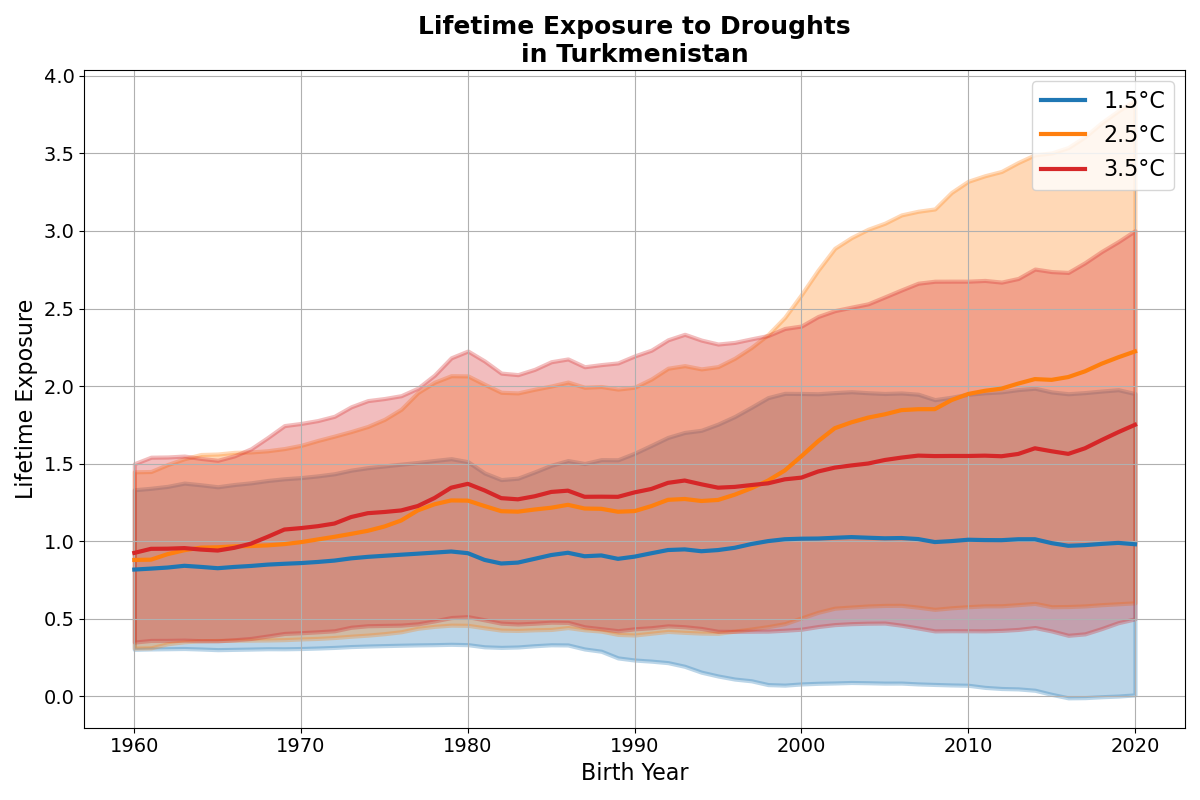 Lifetime Exposure to Droughts
in Turkmenistan
4.0
3.5
3.0
2.5
2.0
1.5
1.0
0.5
0.0
Lifetime Exposure
1.5°C
2.5°C
3.5°C
1960
1970
1980
1990
2000
2010
2020
Birth Year